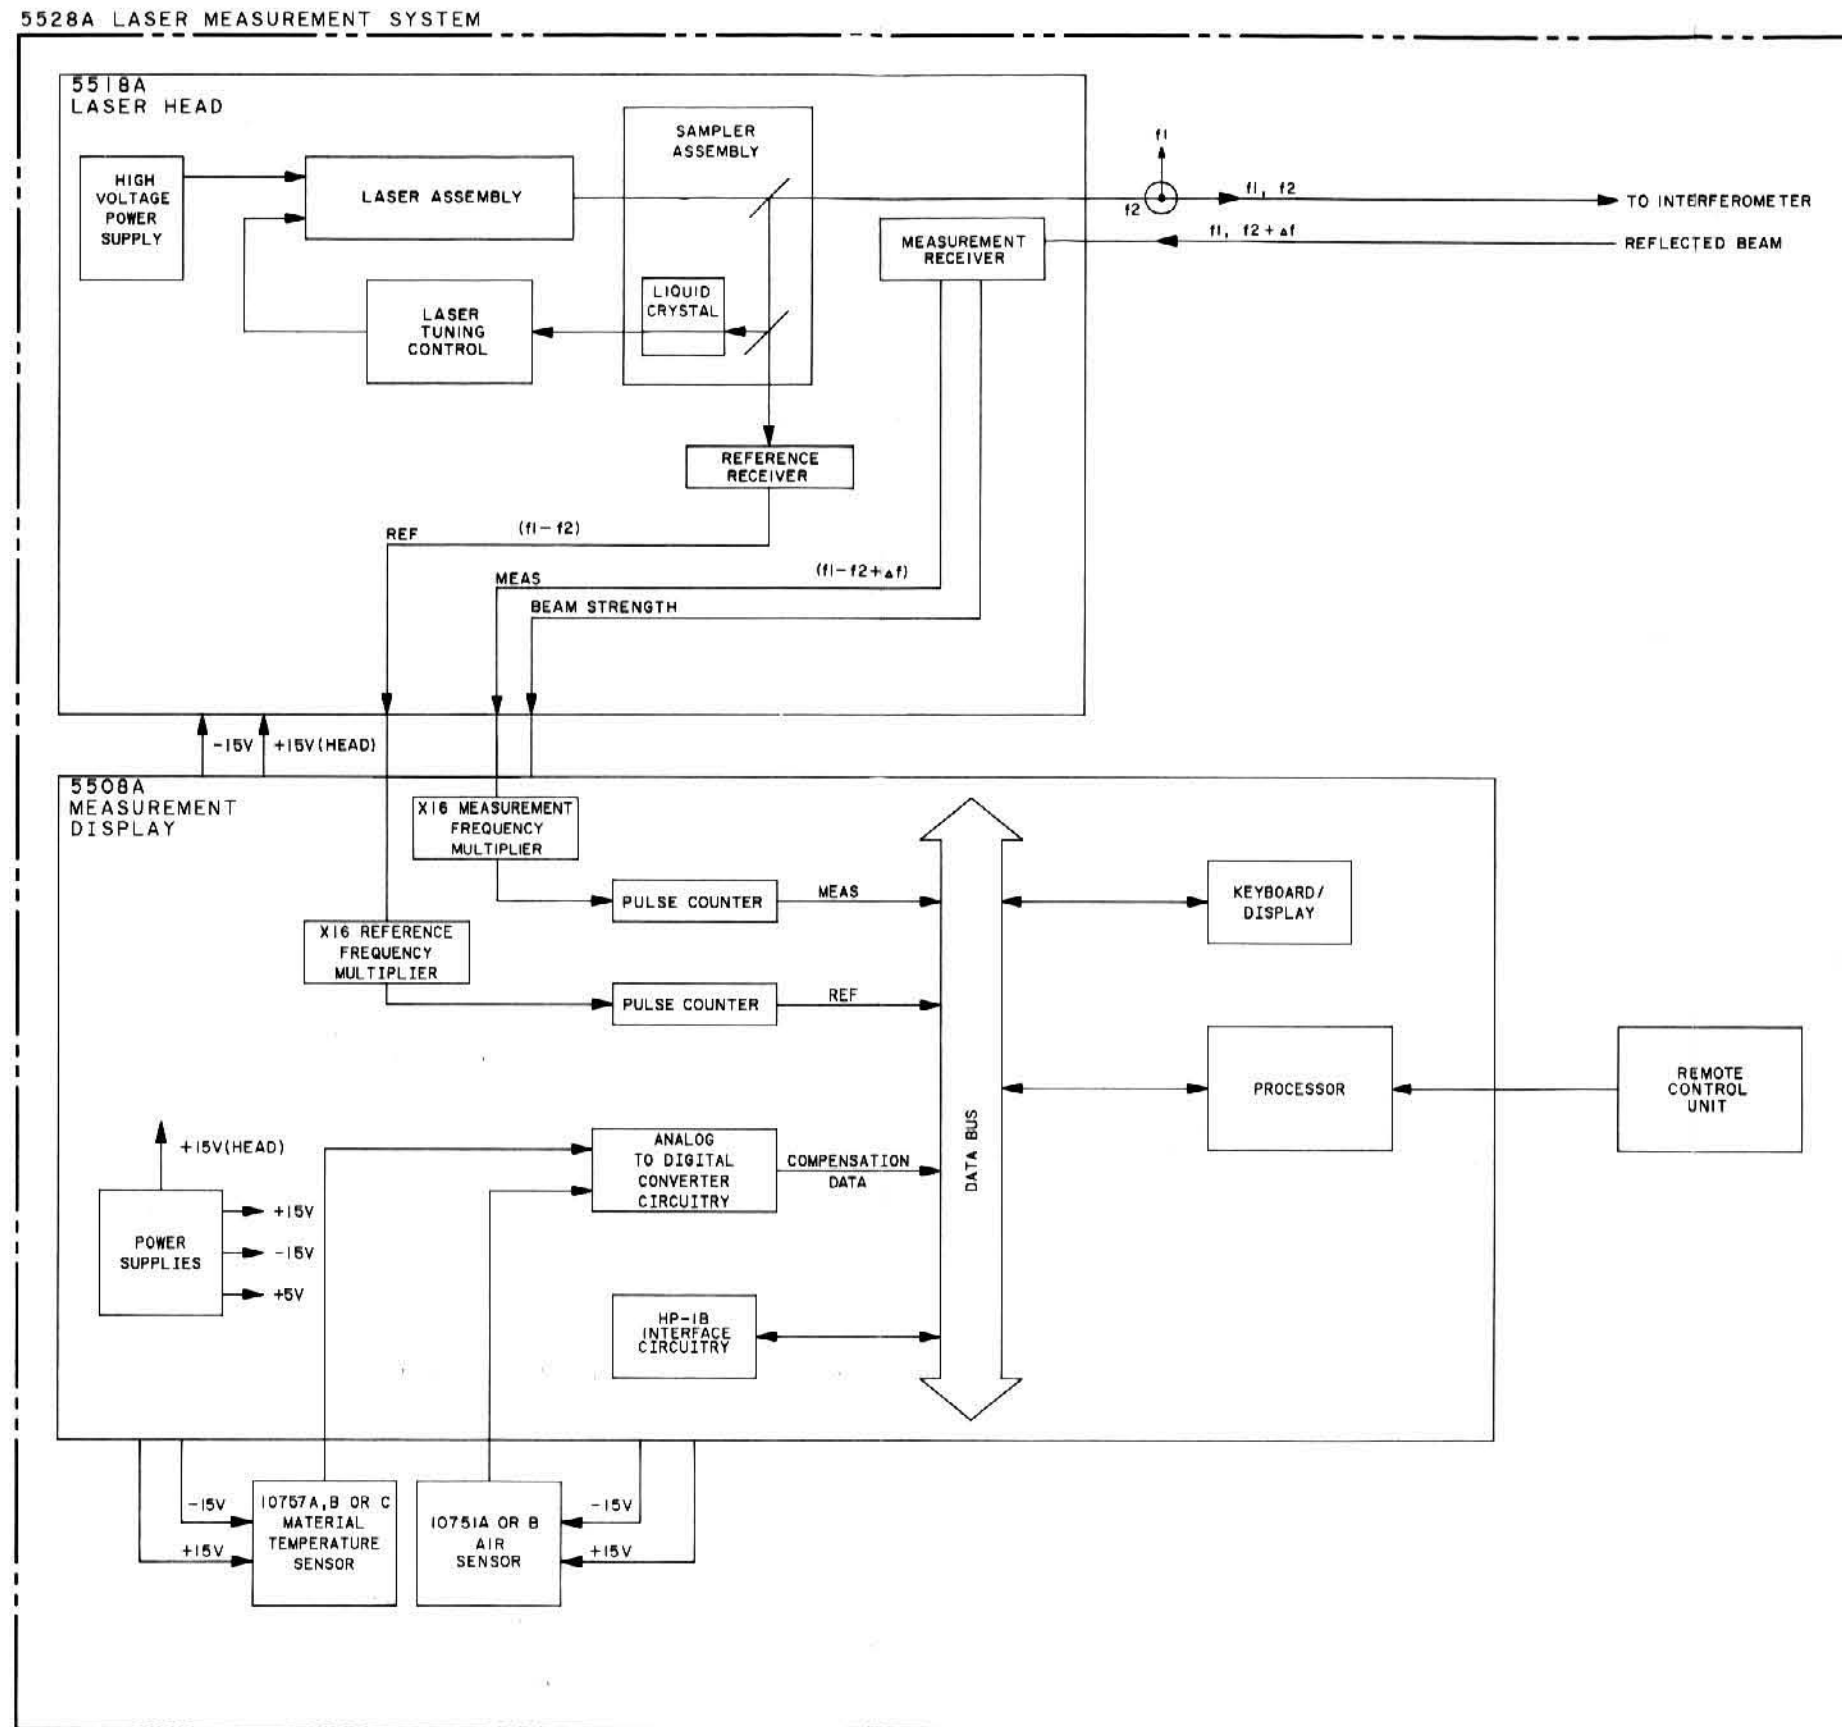 5528A LASER MEASUREMENT SYSTEM
5518A
LASER HEAD
HIGH
VOLTAGE
POWER
SUPPLY
LASER ASSEMBLY
SAMPLER
ASSEMBLY
LIQUID
CRYSTAL
LASER
TUNING
CONTROL
f1
f2
f1, f2
TO INTERFEROMETER
MEASUREMENT
RECEIVER
f1, f2+Δf
REFLECTED BEAM
REFERENCE
RECEIVER
REF
(f1-f2)
MEAS
(f1-f2+Δf)
BEAM STRENGTH
-15V
+15V(HEAD)
5508A
MEASUREMENT
DISPLAY
X16 MEASUREMENT
FREQUENCY
MULTIPLIER
PULSE COUNTER
MEAS
KEYBOARD/
DISPLAY
X16 REFERENCE
FREQUENCY
MULTIPLIER
PULSE COUNTER
REF
DATA BUS
PROCESSOR
REMOTE
CONTROL
UNIT
+15V(HEAD)
POWER
SUPPLIES
+15V
-15V
+5V
ANALOG
TO DIGITAL
CONVERTER
CIRCUITRY
COMPENSATION
DATA
HP-IB
INTERFACE
CIRCUITRY
-15V
+15V
10757A,B OR C
MATERIAL
TEMPERATURE
SENSOR
10751A OR B
AIR
SENSOR
-15V
+15V